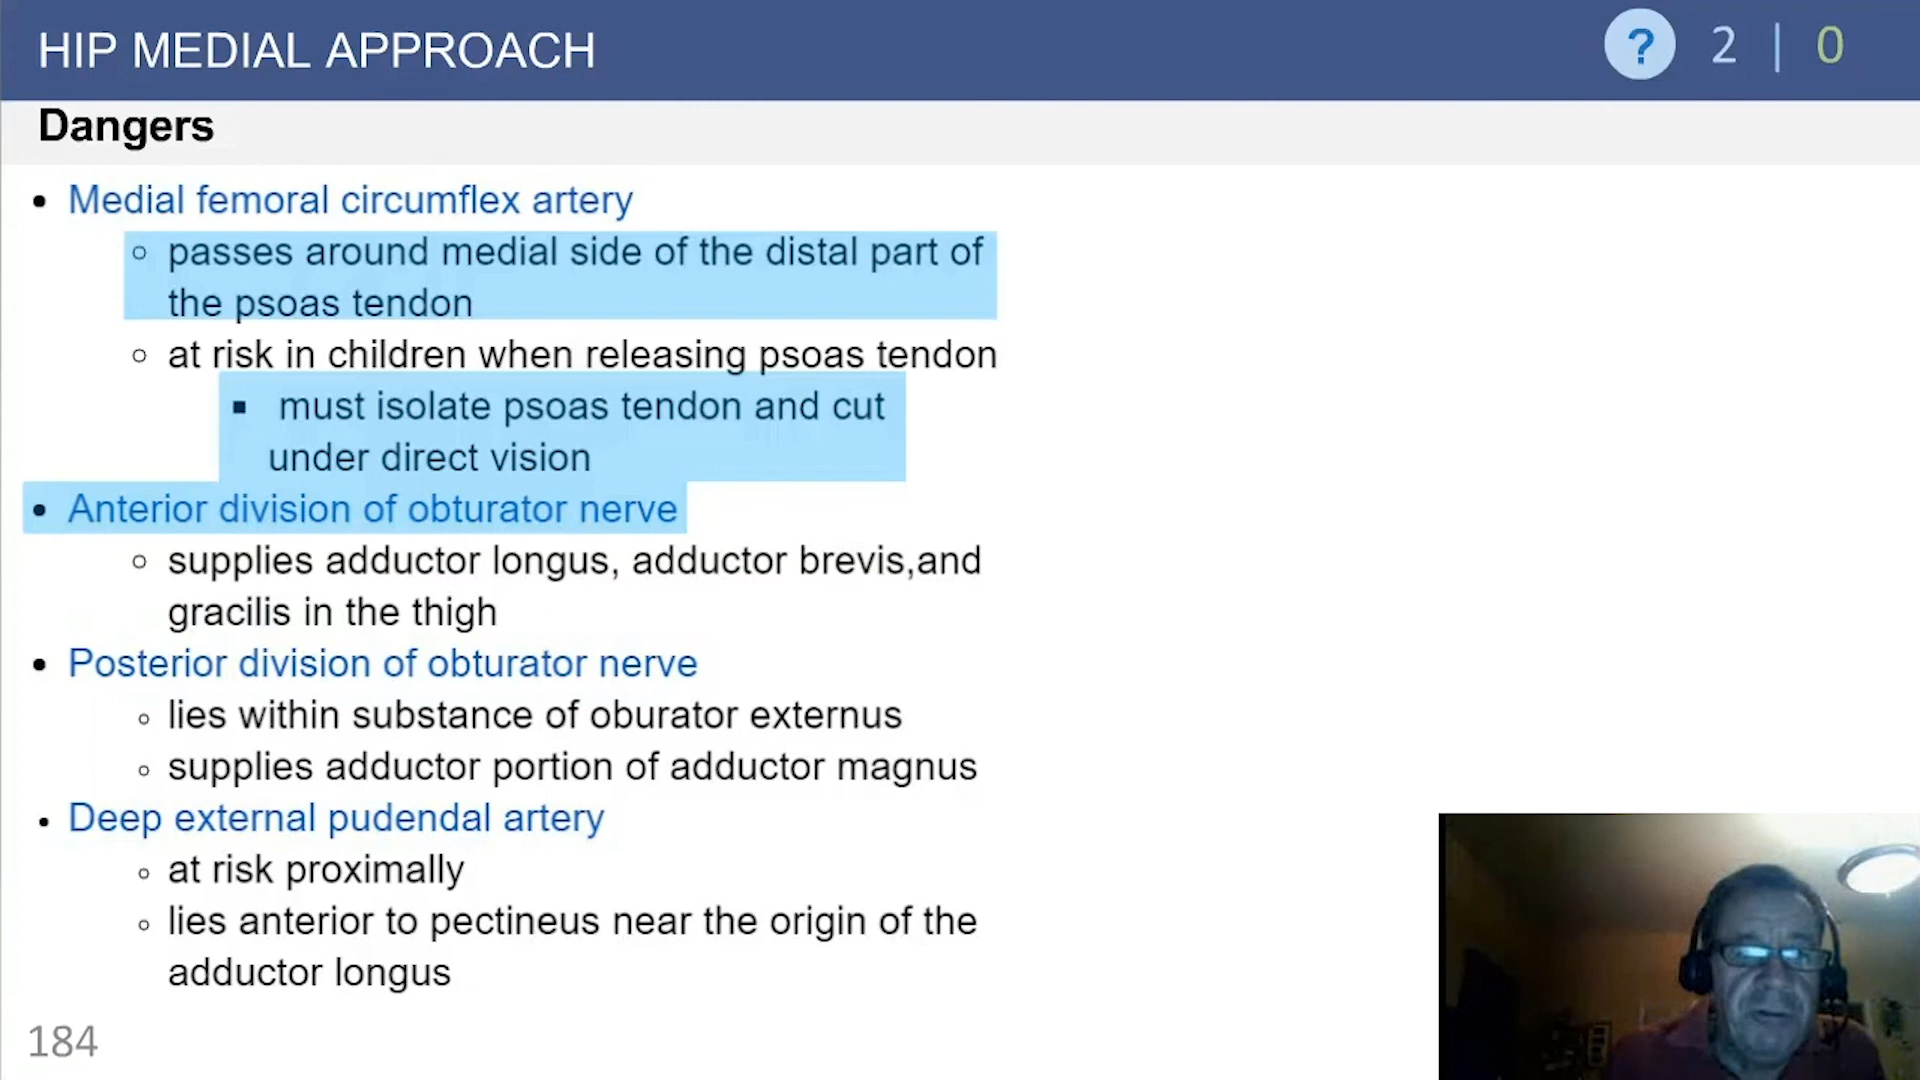 HIP MEDIAL APPROACH
? 2 | 0
Dangers
• Medial femoral circumflex artery
○ passes around medial side of the distal part of
the psoas tendon
○ at risk in children when releasing psoas tendon
▪ must isolate psoas tendon and cut
under direct vision
• Anterior division of obturator nerve
○ supplies adductor longus, adductor brevis,and
gracilis in the thigh
• Posterior division of obturator nerve
○ lies within substance of oburator externus
○ supplies adductor portion of adductor magnus
• Deep external pudendal artery
○ at risk proximally
○ lies anterior to pectineus near the origin of the
adductor longus
184